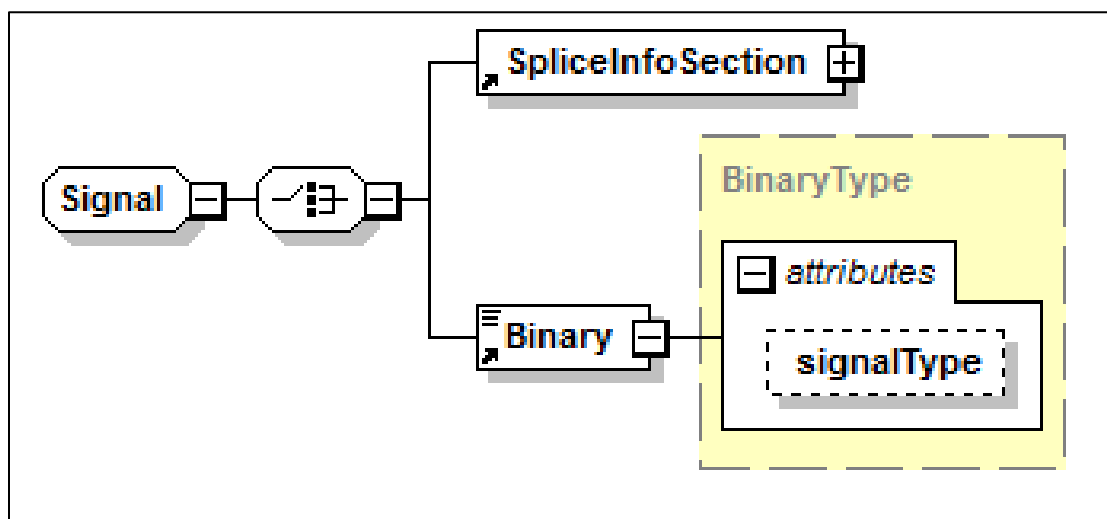 SpliceInfoSection
Signal
BinaryType
attributes
Binary
signalType